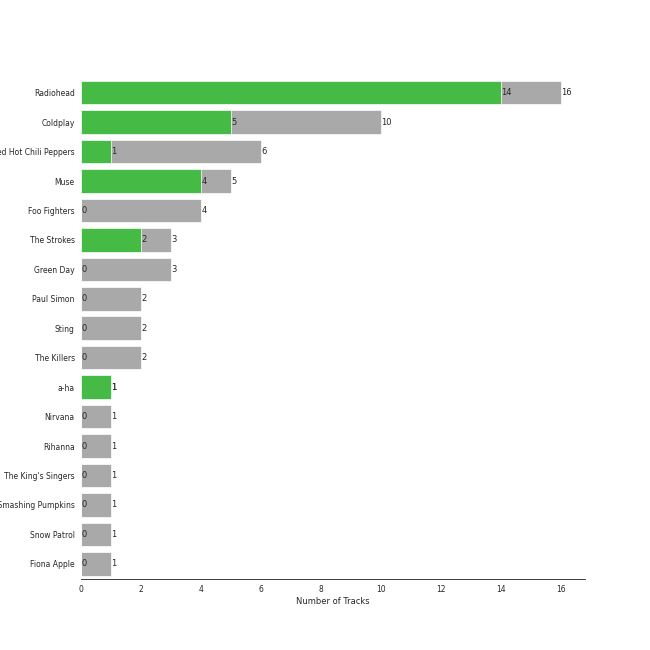 Radiohead 14 16
Coldplay 5 10
ed Hot Chili Peppers 1 6
Muse 4 5
Foo Fighters 0 4
The Strokes 2 3
Green Day 0 3
Paul Simon 0 2
Sting 0 2
The Killers 0 2
a-ha 1
Nirvana 0 1
Rihanna 0 1
The King's Singers 0 1
Smashing Pumpkins 0 1
Snow Patrol 0 1
Fiona Apple 0 1
0 2 4 6 8 10 12 14 16
Number of Tracks